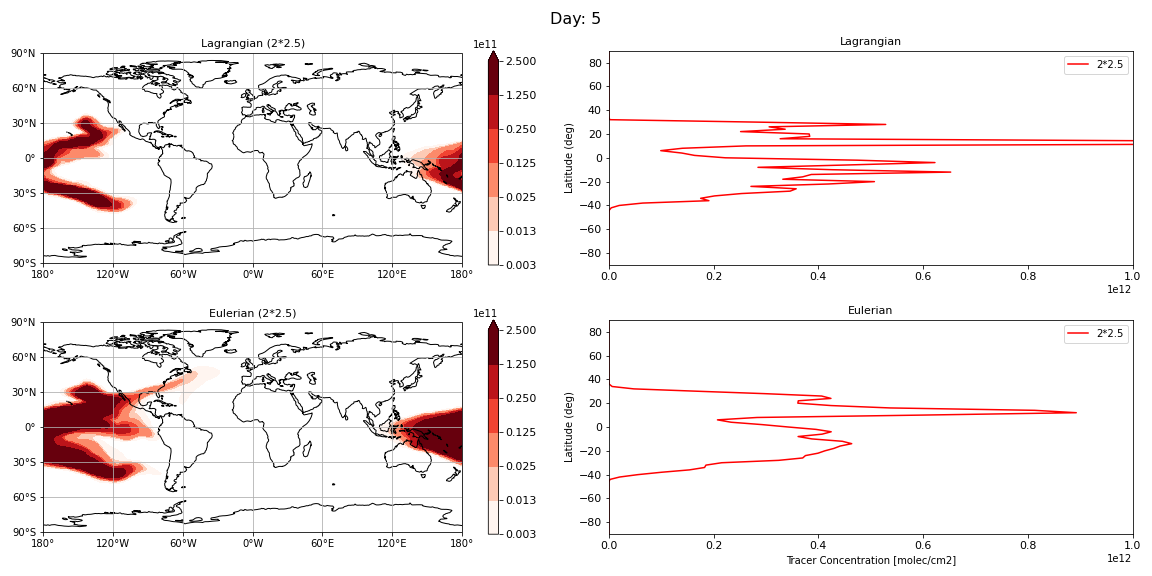 Day: 5
Lagrangian (2*2.5)
1e11
90°N
60°N
30°N
0°
30°S
60°S
90°S
180°
120°W
60°W
0°W
60°E
120°E
180°
2.500
1.250
0.250
0.125
0.025
0.013
0.003
Lagrangian
2*2.5
Latitude (deg)
80
60
40
20
0
−20
−40
−60
−80
0.0
0.2
0.4
0.6
0.8
1.0
1e12
Eulerian (2*2.5)
1e11
90°N
60°N
30°N
0°
30°S
60°S
90°S
180°
120°W
60°W
0°W
60°E
120°E
180°
2.500
1.250
0.250
0.125
0.025
0.013
0.003
Eulerian
2*2.5
Latitude (deg)
80
60
40
20
0
−20
−40
−60
−80
0.0
0.2
0.4
0.6
0.8
1.0
1e12
Tracer Concentration [molec/cm2]